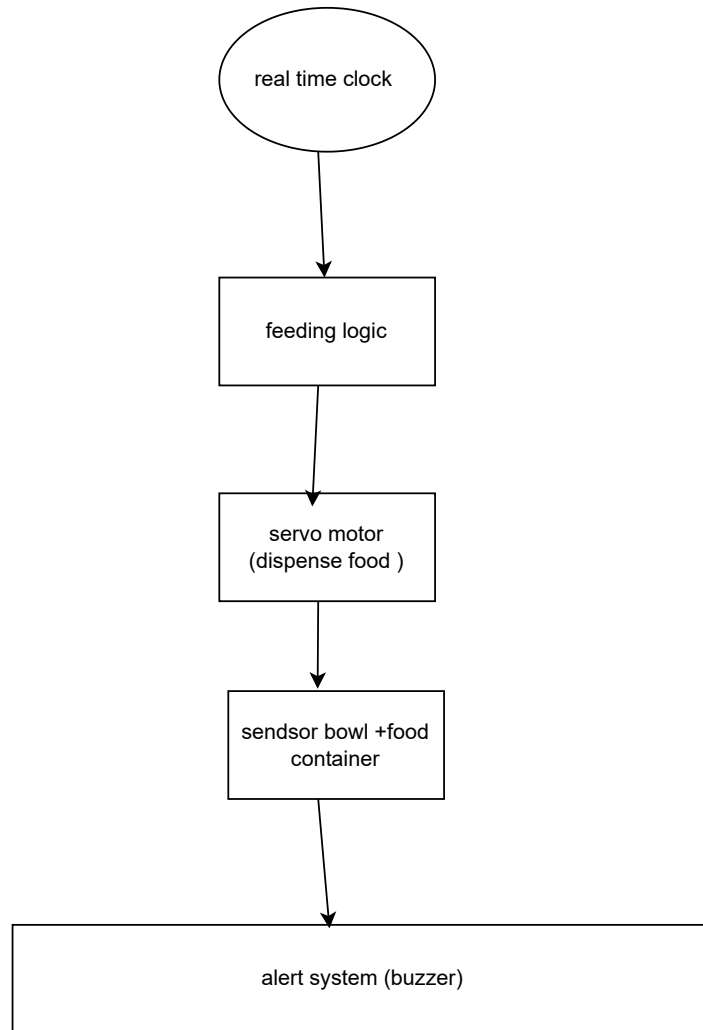 real time clock
feeding logic
servo motor
(dispense food )
sendsor bowl +food
container
alert system (buzzer)